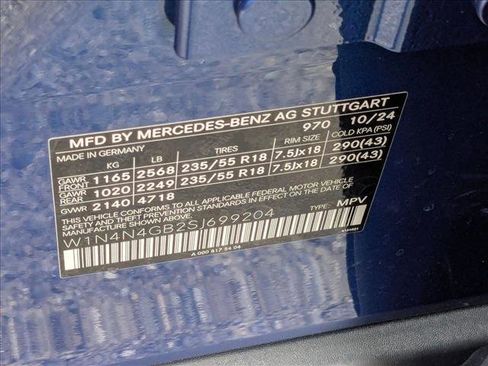 MFD BY MERCEDES-BENZ AG STUTTGART
970 10/24
MADE IN GERMANY KG LB TIRES RIM SIZE COLD KPA (PSI)
GAWR FRONT 1165 2568 235/55 R18 7.5Jx18 290(43)
GAWR REAR 1020 2249 235/55 R18 7.5Jx18 290(43)
GVWR 2140 4718
THIS VEHICLE CONFORMS TO ALL APPLICABLE FEDERAL MOTOR VEHICLE SAFETY, BUMPER, AND THEFT PREVENTION STANDARDS IN EFFECT ON THE DATE OF MANUFACTURE SHOWN ABOVE.
W1N4N4GB2SJ699204 TYPE: MPV
A 000 817 54 04